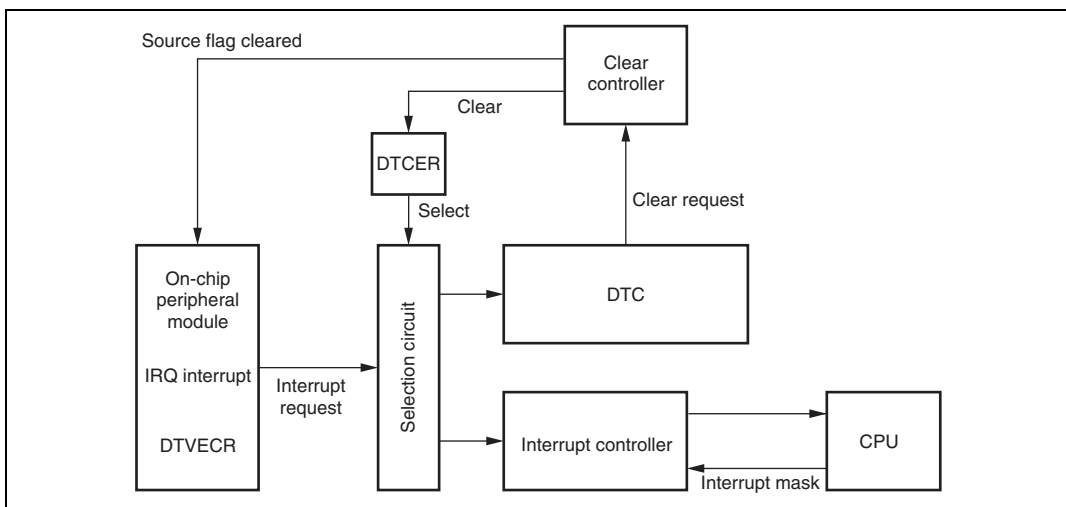 Source flag cleared
Clear
controller
Clear
DTCER
Clear request
Select
On-chip
peripheral
module
DTC
Selection circuit
IRQ interrupt
Interrupt
request
DTVECR
Interrupt controller
CPU
Interrupt mask